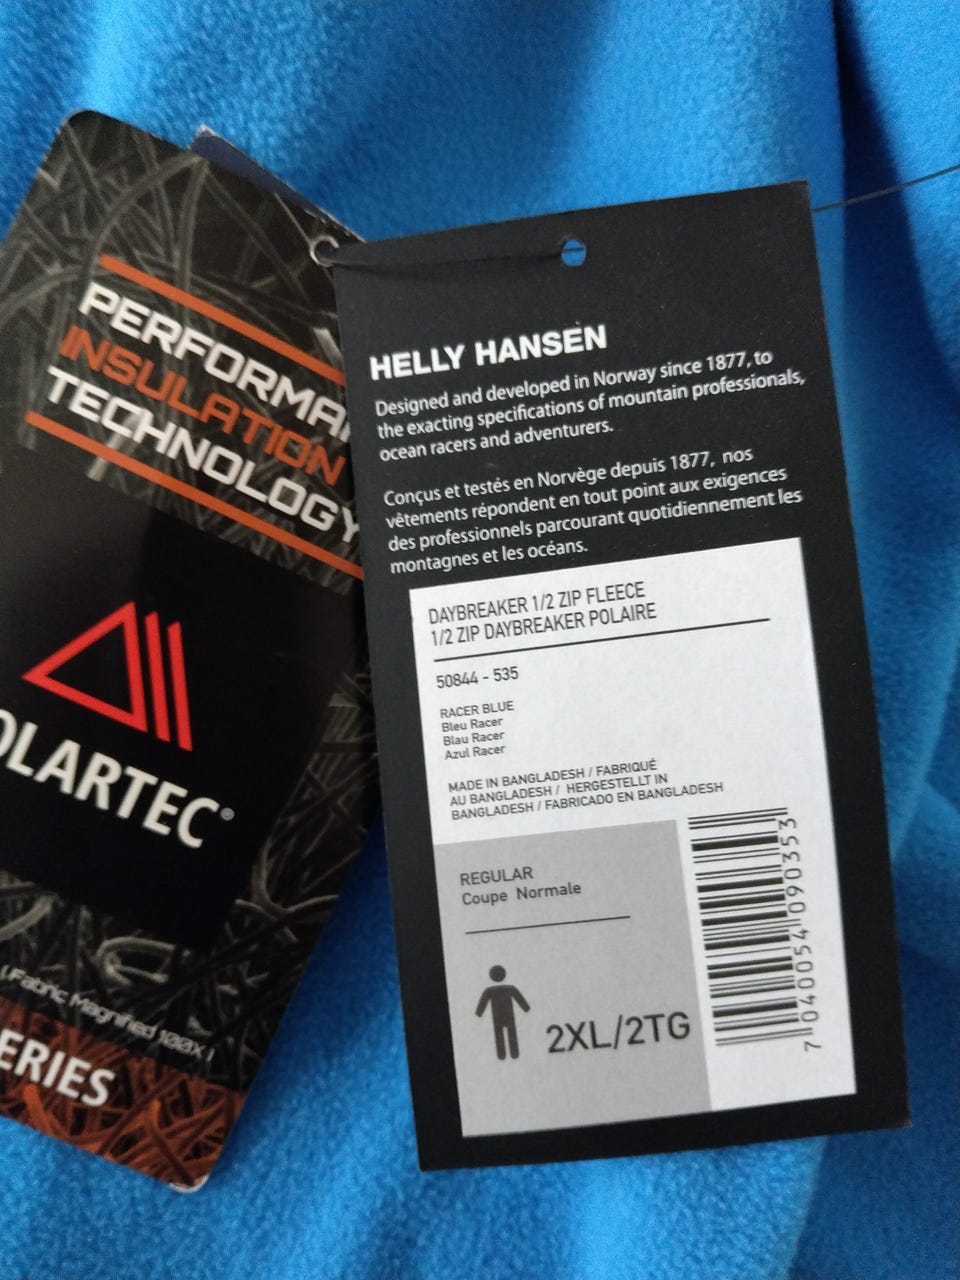 PERFORMA
INSULATION
TECHNOLOGY
OLARTEC®
(Fabric Magnified 100X)
ERIES
HELLY HANSEN
Designed and developed in Norway since 1877, to
the exacting specifications of mountain professionals,
ocean racers and adventurers.
Conçus et testés en Norvège depuis 1877, nos
vêtements répondent en tout point aux exigences
des professionnels parcourant quotidiennement les
montagnes et les océans.
DAYBREAKER 1/2 ZIP FLEECE
1/2 ZIP DAYBREAKER POLAIRE
50844 - 535
RACER BLUE
Bleu Racer
Blau Racer
Azul Racer
MADE IN BANGLADESH / FABRIQUÉ
AU BANGLADESH / HERGESTELLT IN
BANGLADESH / FABRICADO EN BANGLADESH
REGULAR
Coupe Normale
2XL/2TG
7 040054 090353